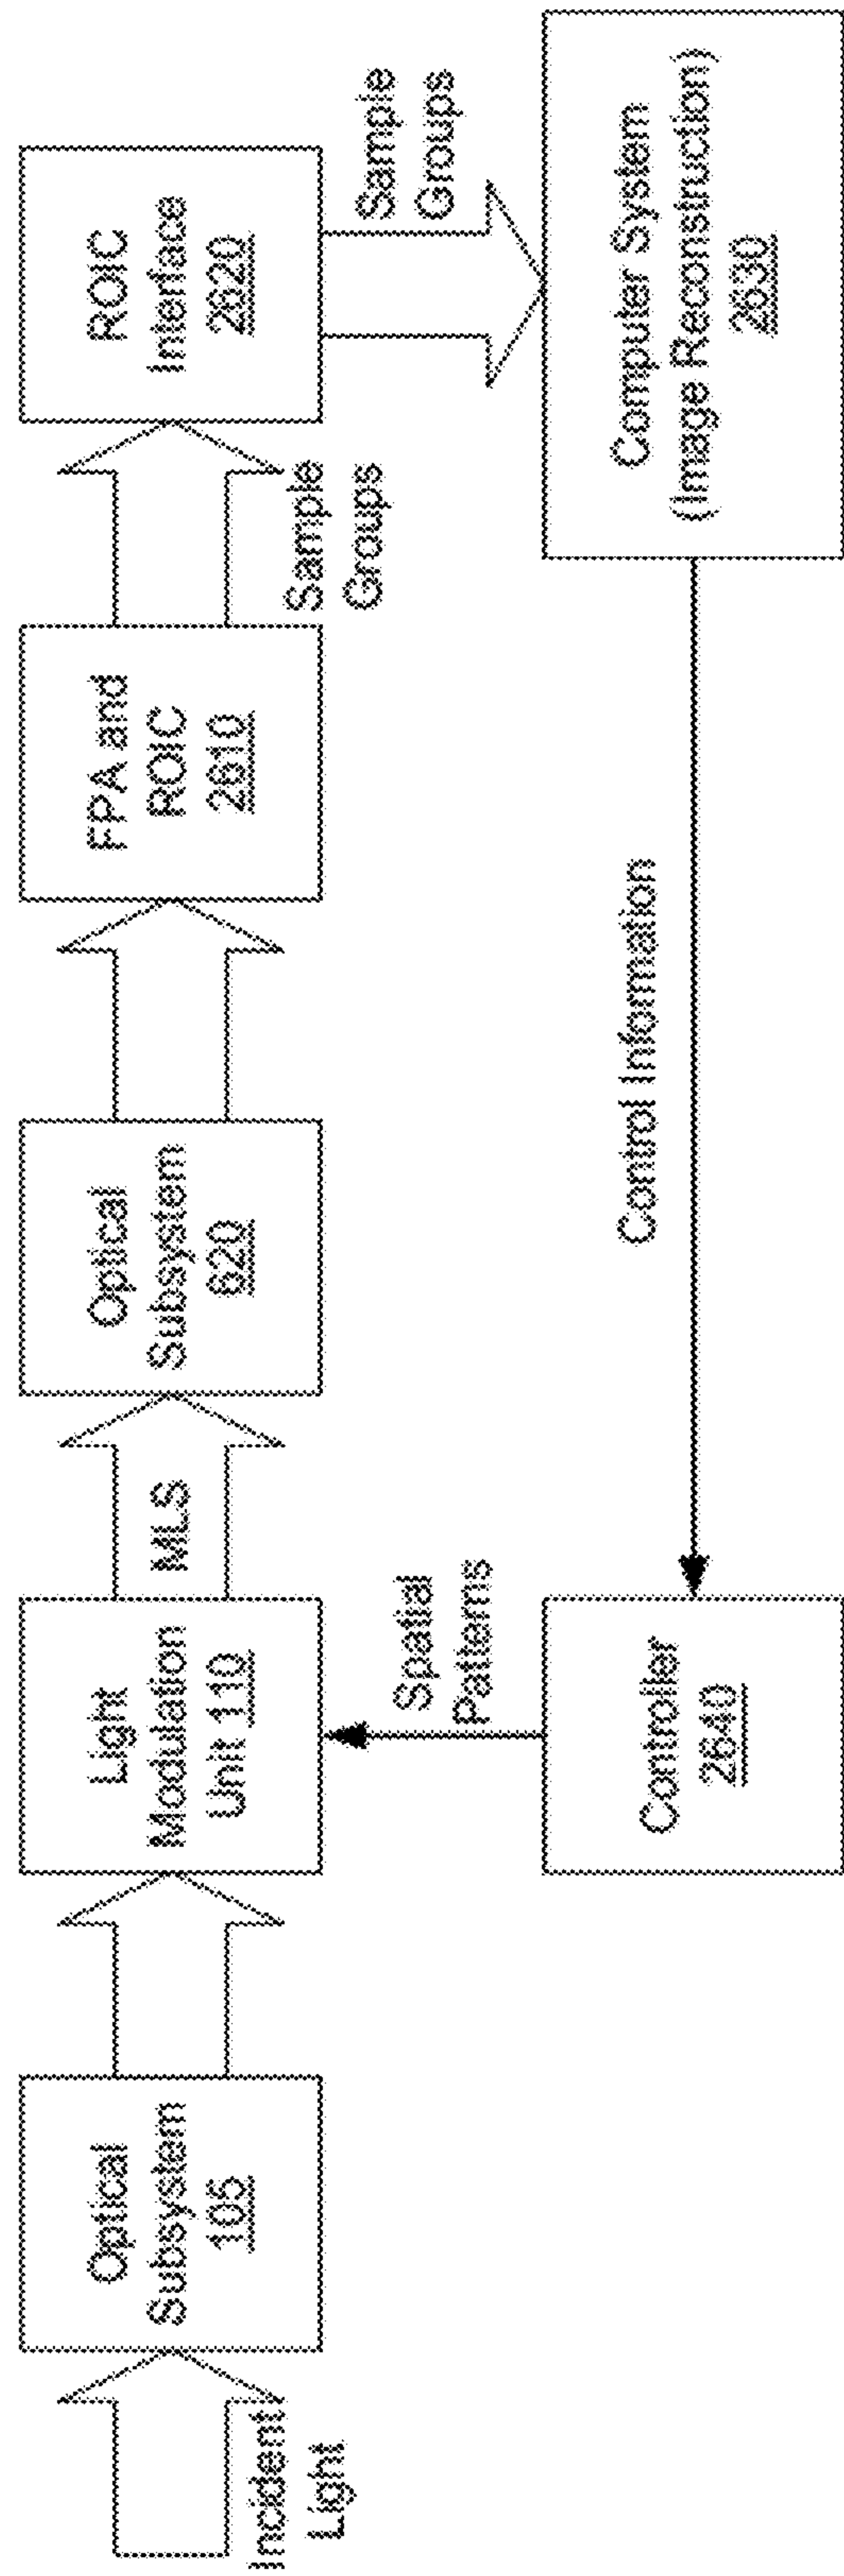 Incident
Light
Optical
Subsystem
105
Light
Modulation
Unit 110
MLS
Optical
Subsystem
620
FPA and
ROIC
2610
Sample
Groups
ROIC
Interface
2620
Sample
Groups
Computer System
(Image Reconstruction)
2630
Control Information
Controller
2640
Spatial
Patterns